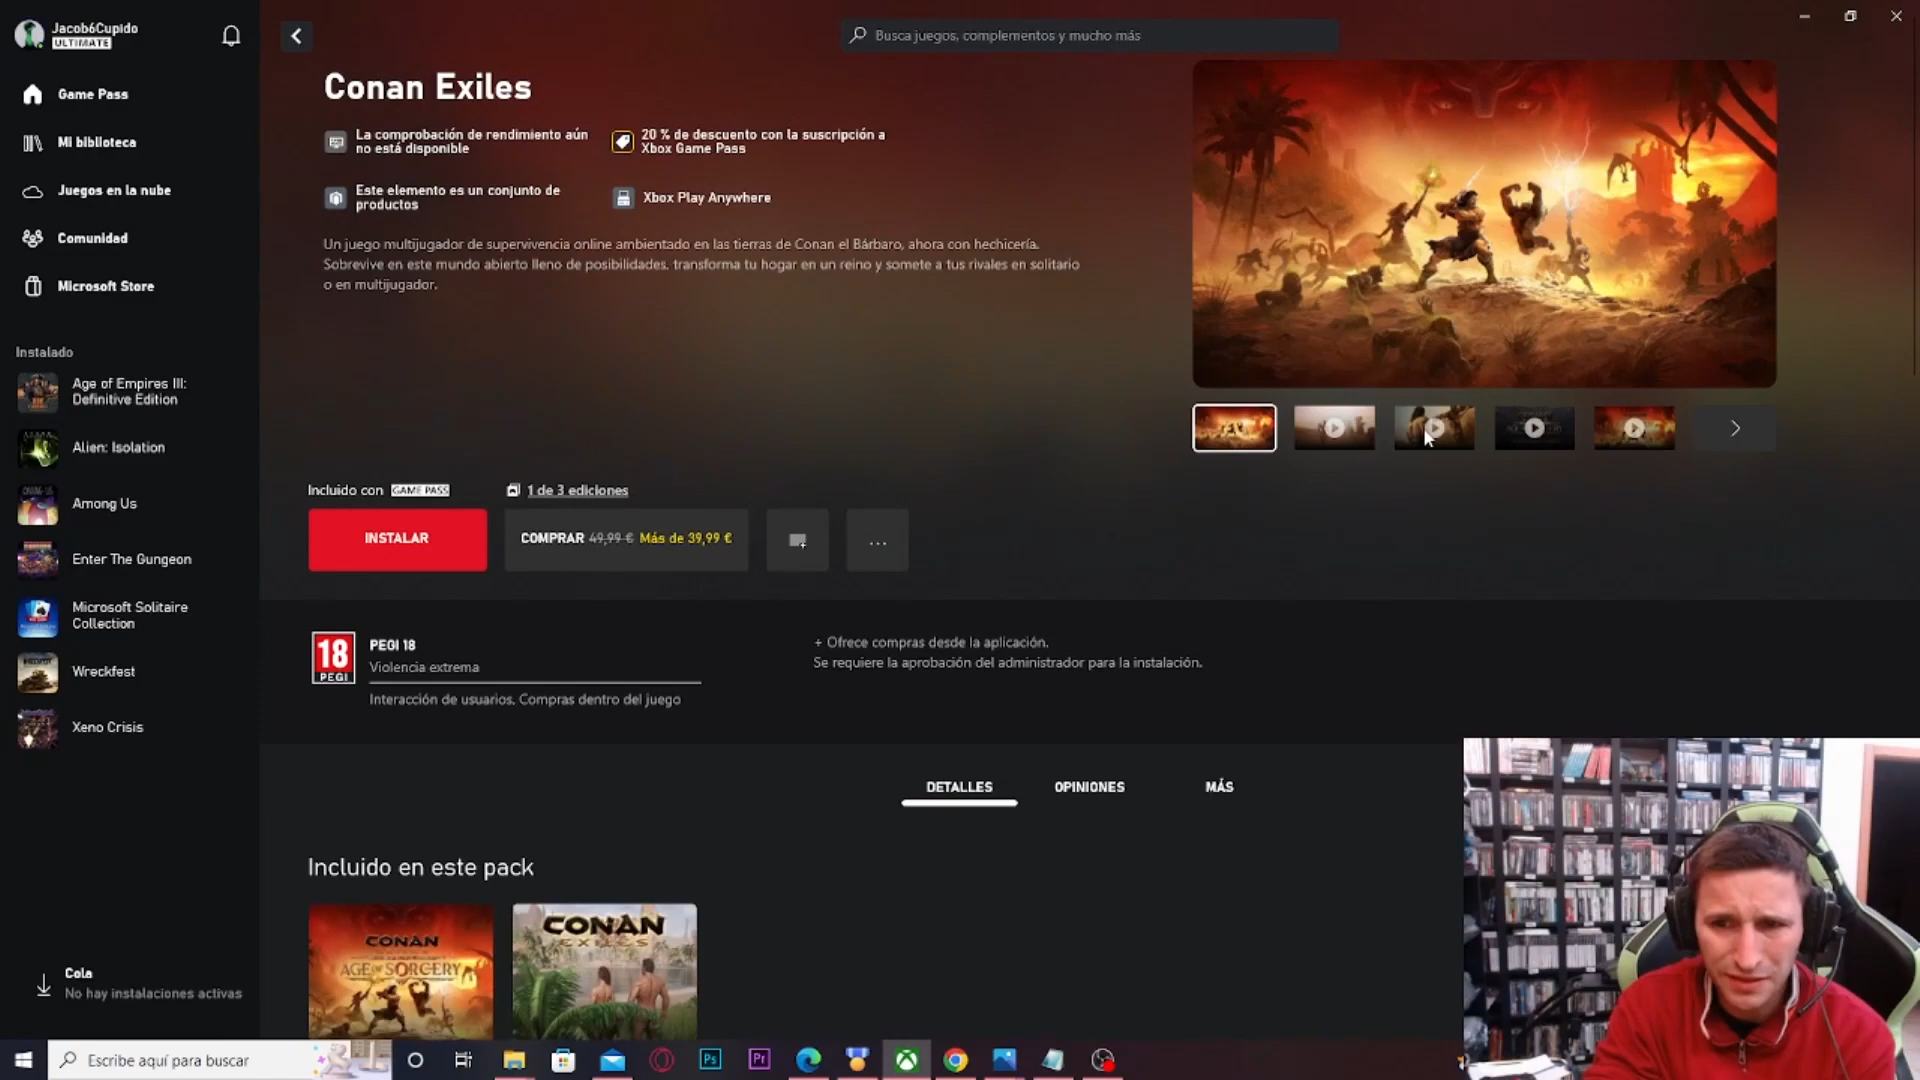 Jacob6Cupido
ULTIMATE
Game Pass
Mi biblioteca
Juegos en la nube
Comunidad
Microsoft Store
Instalado
Age of Empires III:
Definitive Edition
Alien: Isolation
Among Us
Enter The Gungeon
Microsoft Solitaire
Collection
Wreckfest
Xeno Crisis
Cola
No hay instalaciones activas
Busca juegos, complementos y mucho más
Conan Exiles
La comprobación de rendimiento aún
no está disponible
20 % de descuento con la suscripción a
Xbox Game Pass
Este elemento es un conjunto de
productos
Xbox Play Anywhere
Un juego multijugador de supervivencia online ambientado en las tierras de Conan el Bárbaro, ahora con hechicería.
Sobrevive en este mundo abierto lleno de posibilidades, transforma tu hogar en un reino y somete a tus rivales en solitario
o en multijugador.
Incluido con GAME PASS
1 de 3 ediciones
INSTALAR
COMPRAR 49,99 € Más de 39,99 €
...
18
PEGI
PEGI 18
Violencia extrema
Interacción de usuarios, Compras dentro del juego
+ Ofrece compras desde la aplicación.
Se requiere la aprobación del administrador para la instalación.
DETALLES
OPINIONES
MÁS
Incluido en este pack
CONAN
AGE OF SORCERY
CONAN
EXILES
Escribe aquí para buscar
Ps
Pr